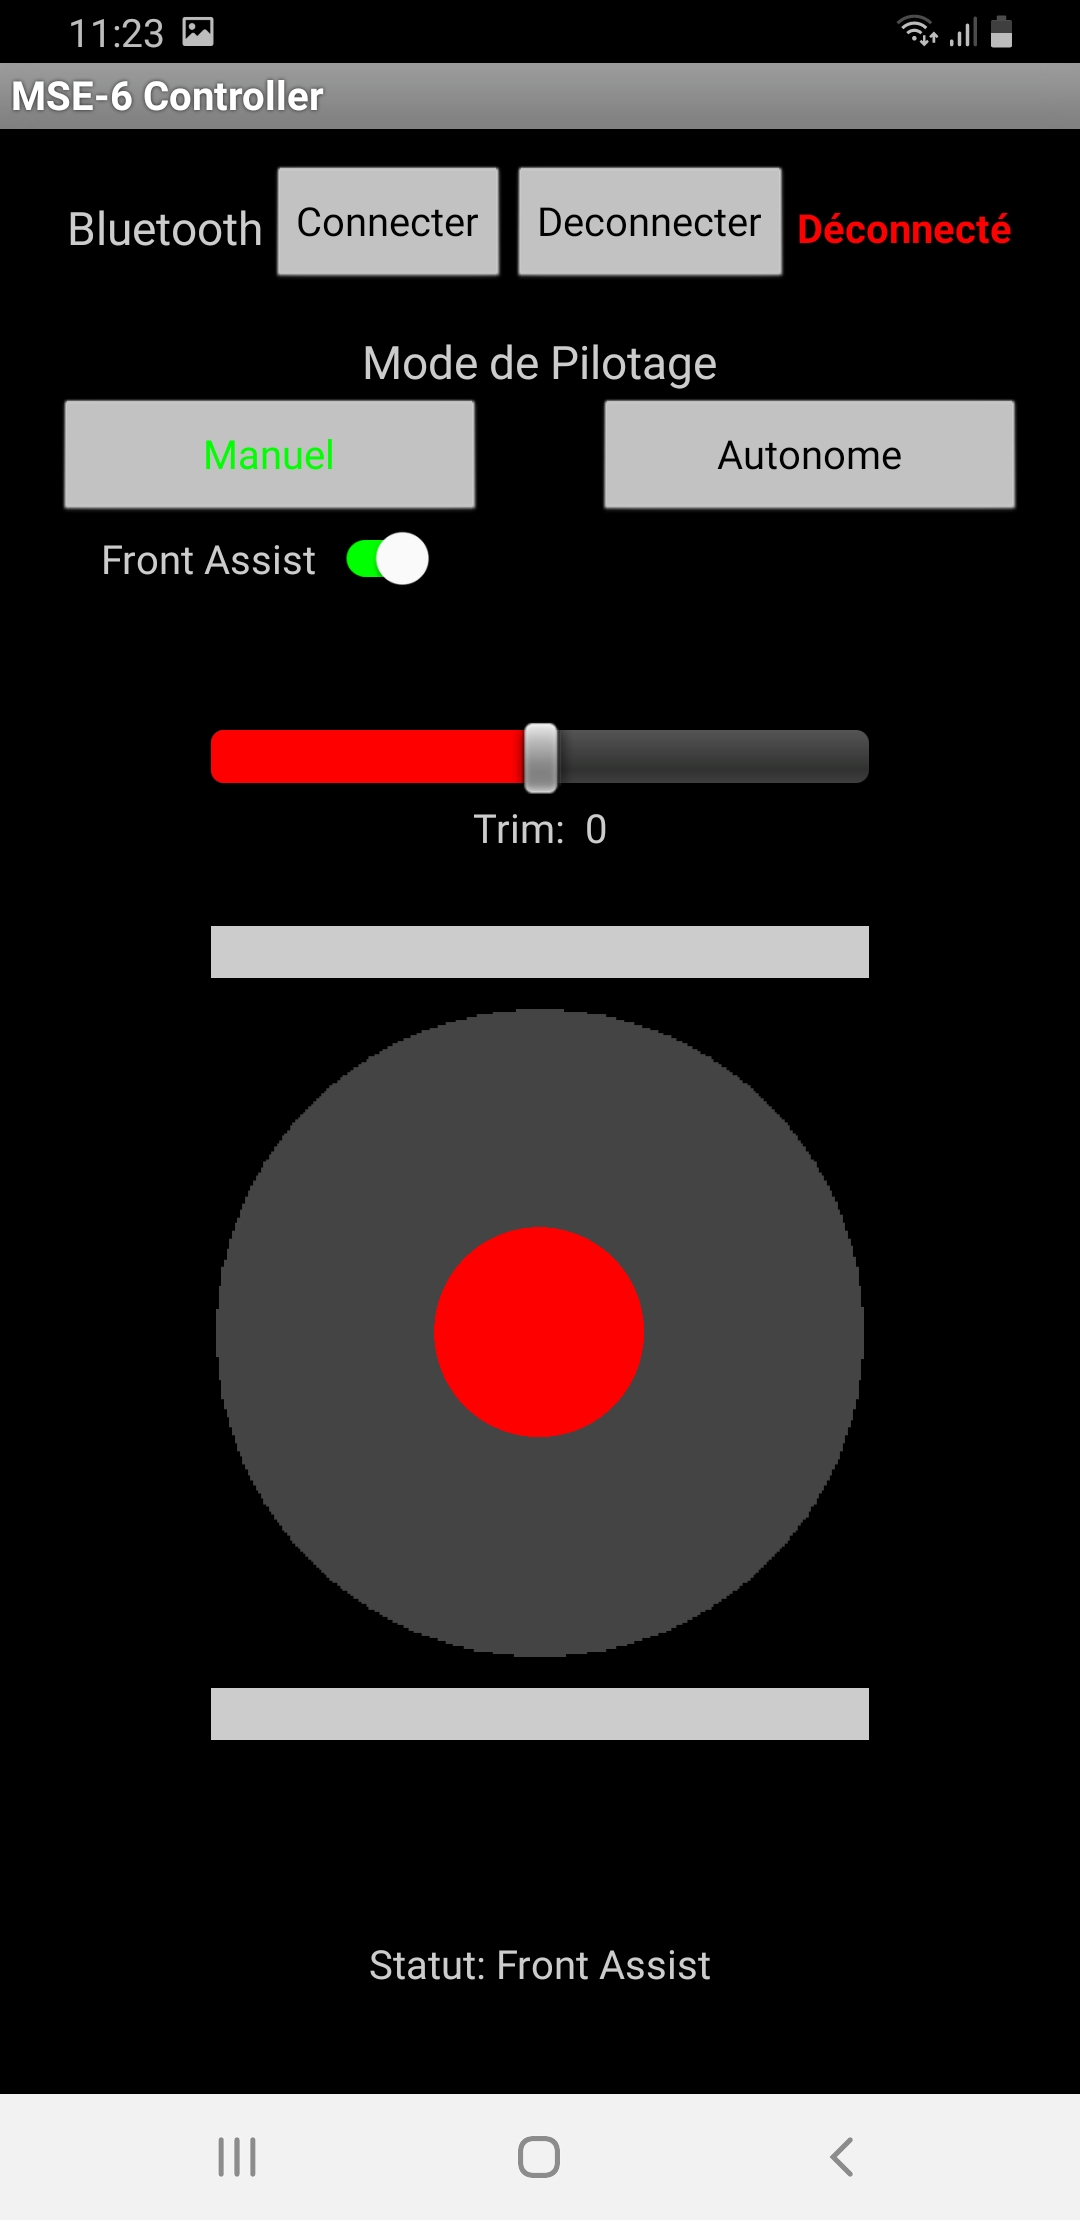 11:23
MSE-6 Controller
Bluetooth Connecter Deconnecter Déconnecté
Mode de Pilotage
Manuel Autonome
Front Assist
Trim: 0
Statut: Front Assist